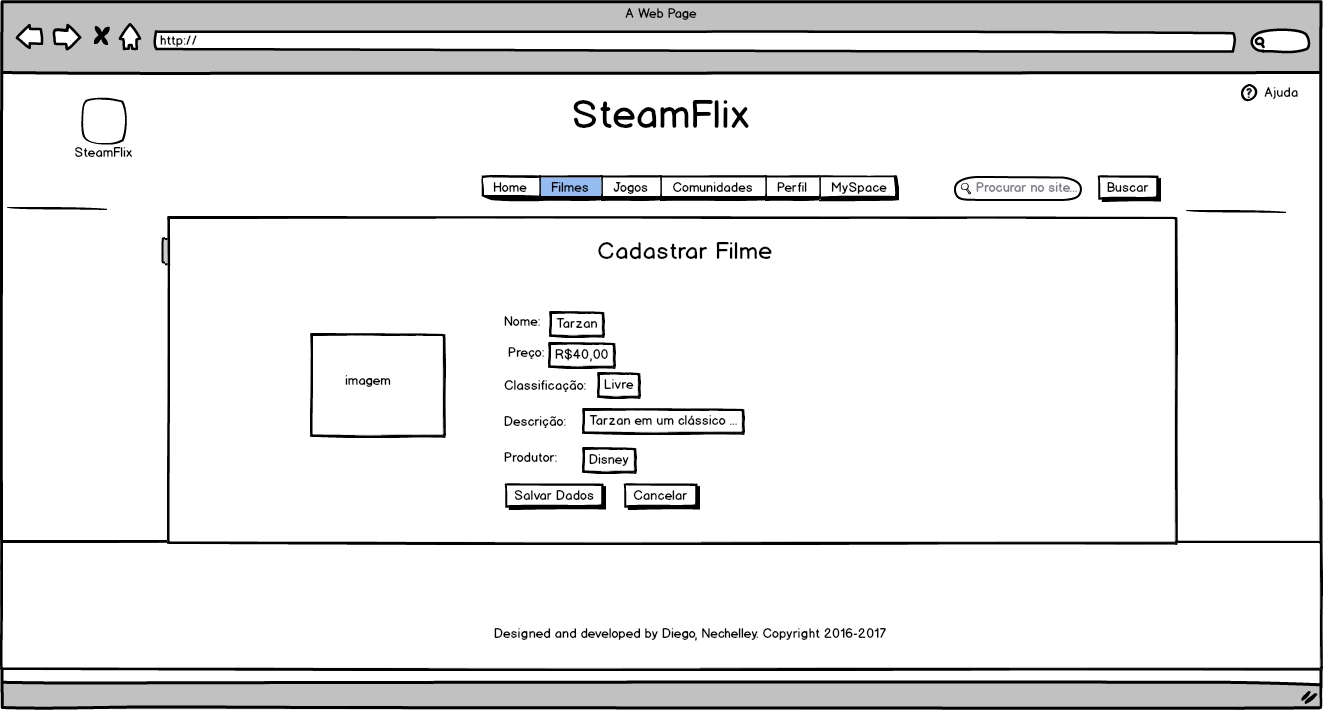 A Web Page
http://
Ajuda
SteamFlix
SteamFlix
Home Filmes Jogos Comunidades Perfil MySpace Procurar no site... Buscar
Cadastrar Filme
imagem
Nome: Tarzan
Preço: R$40,00
Classificação: Livre
Descrição: Tarzan em um clássico ...
Produtor: Disney
Salvar Dados Cancelar
Designed and developed by Diego, Nechelley. Copyright 2016-2017